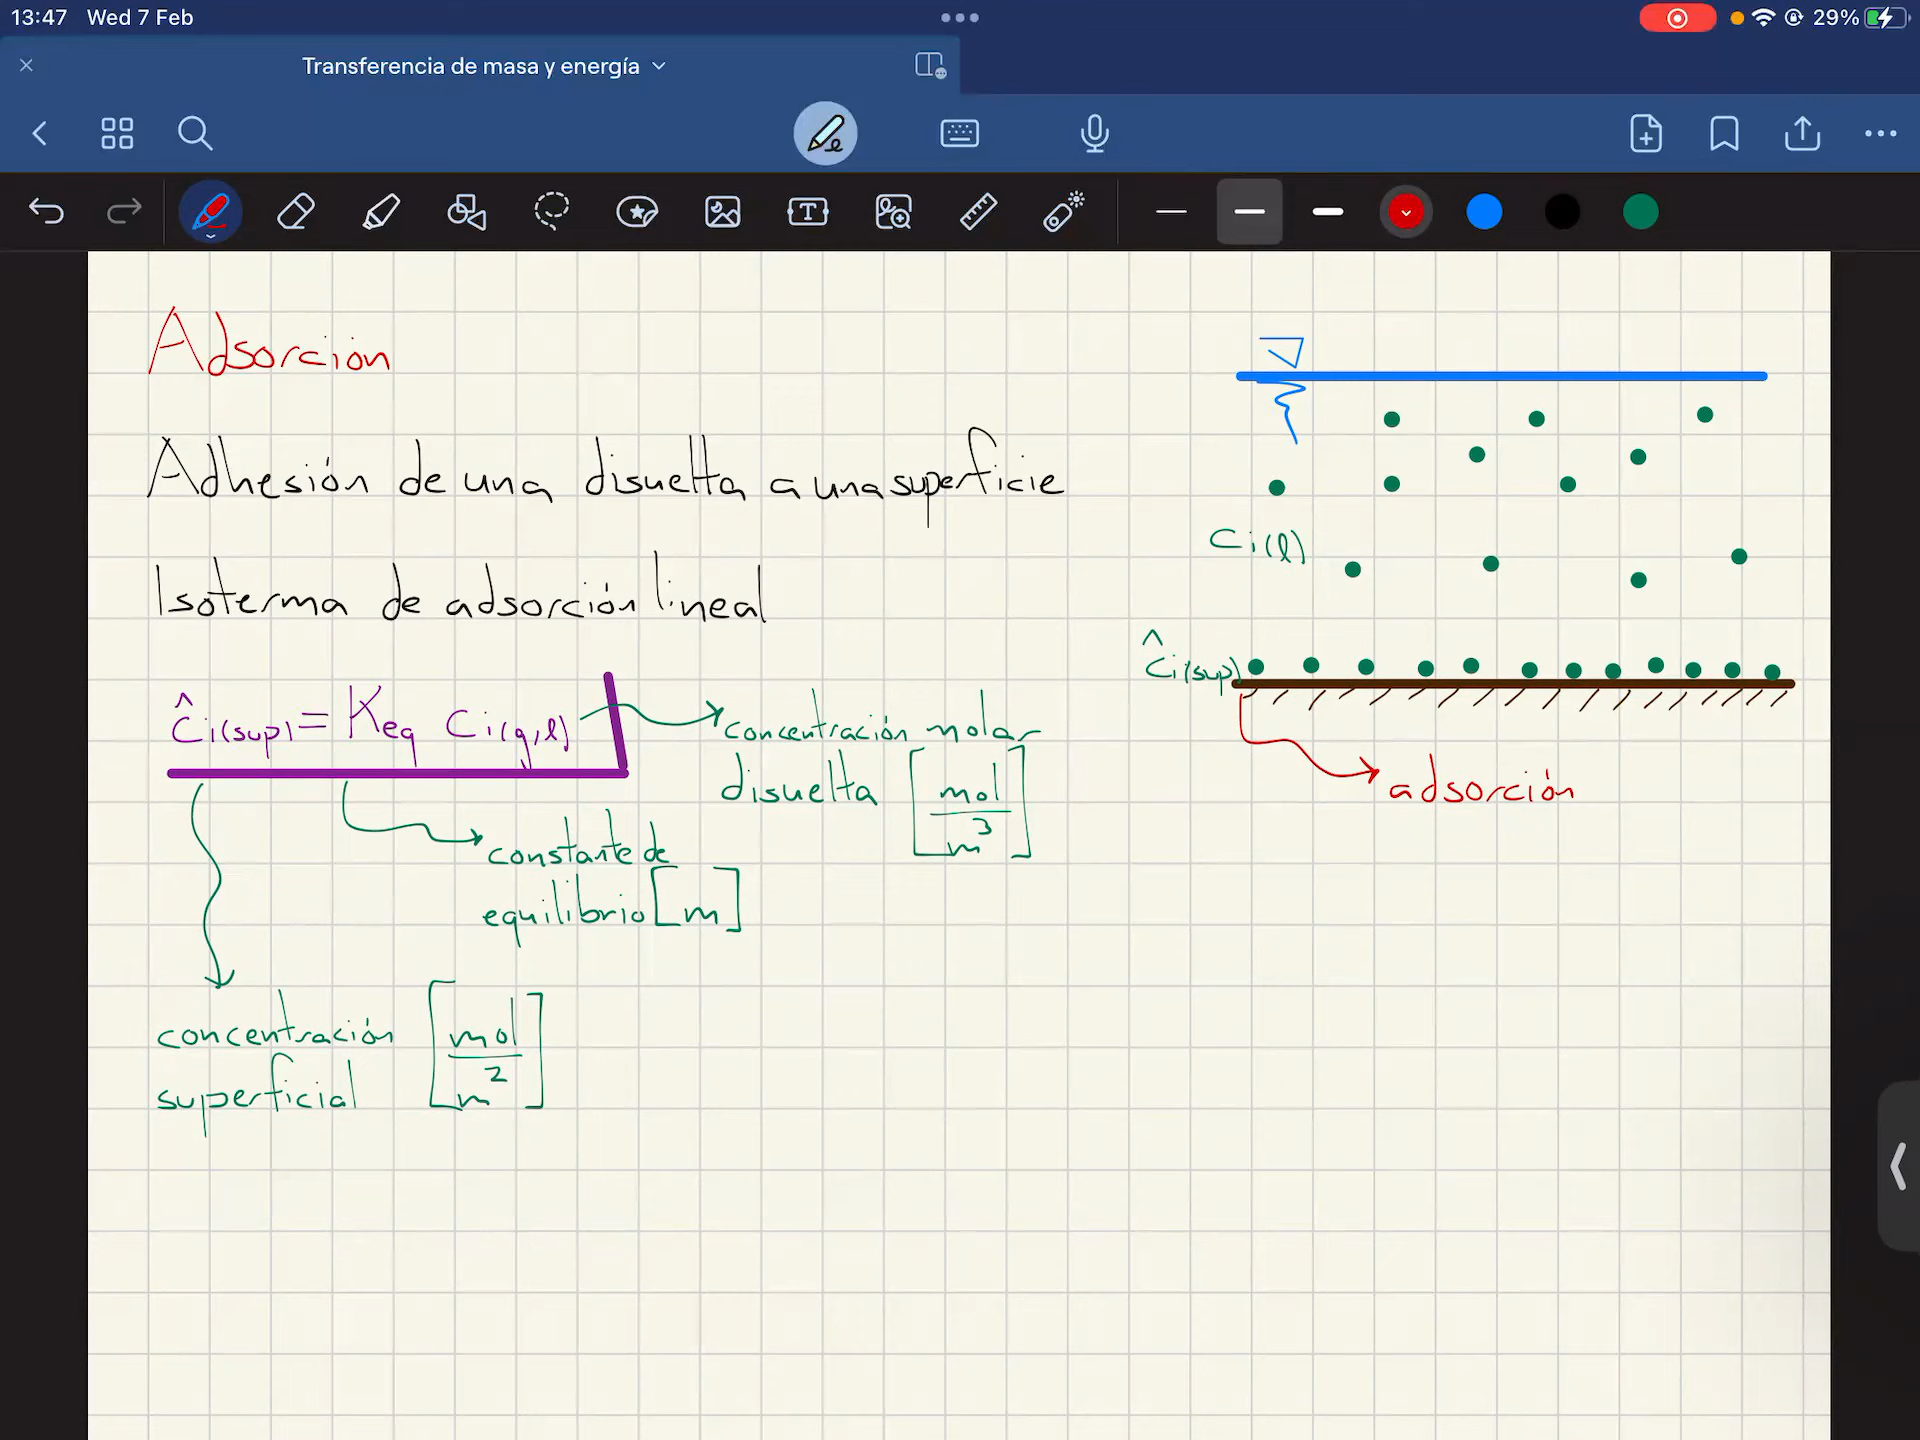 13:47 Wed 7 Feb
29%
Transferencia de masa y energía
Adsorción
Adhesión de una disuelta a una superficie
Isoterma de adsorción lineal
Ĉi(sup) = Keq Ci(g,l)
concentración molar
disuelta [mol/m³]
constante de
equilibrio [m]
concentración
superficial [mol/m²]
Ci(l)
Ĉi(sup)
adsorción